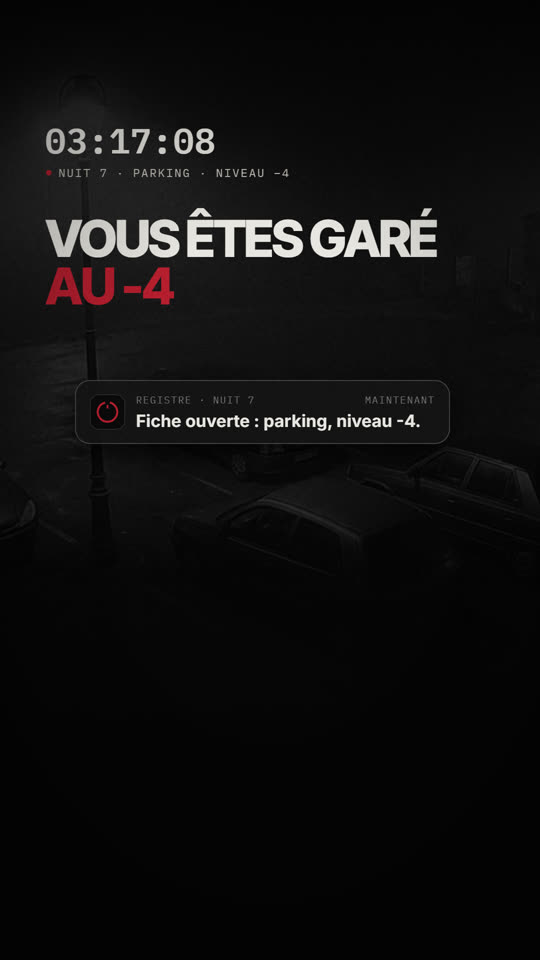 03:17:08
NUIT 7 · PARKING · NIVEAU −4
VOUS ÊTES GARÉ
AU −4
REGISTRE · NUIT 7 MAINTENANT
Fiche ouverte : parking, niveau -4.